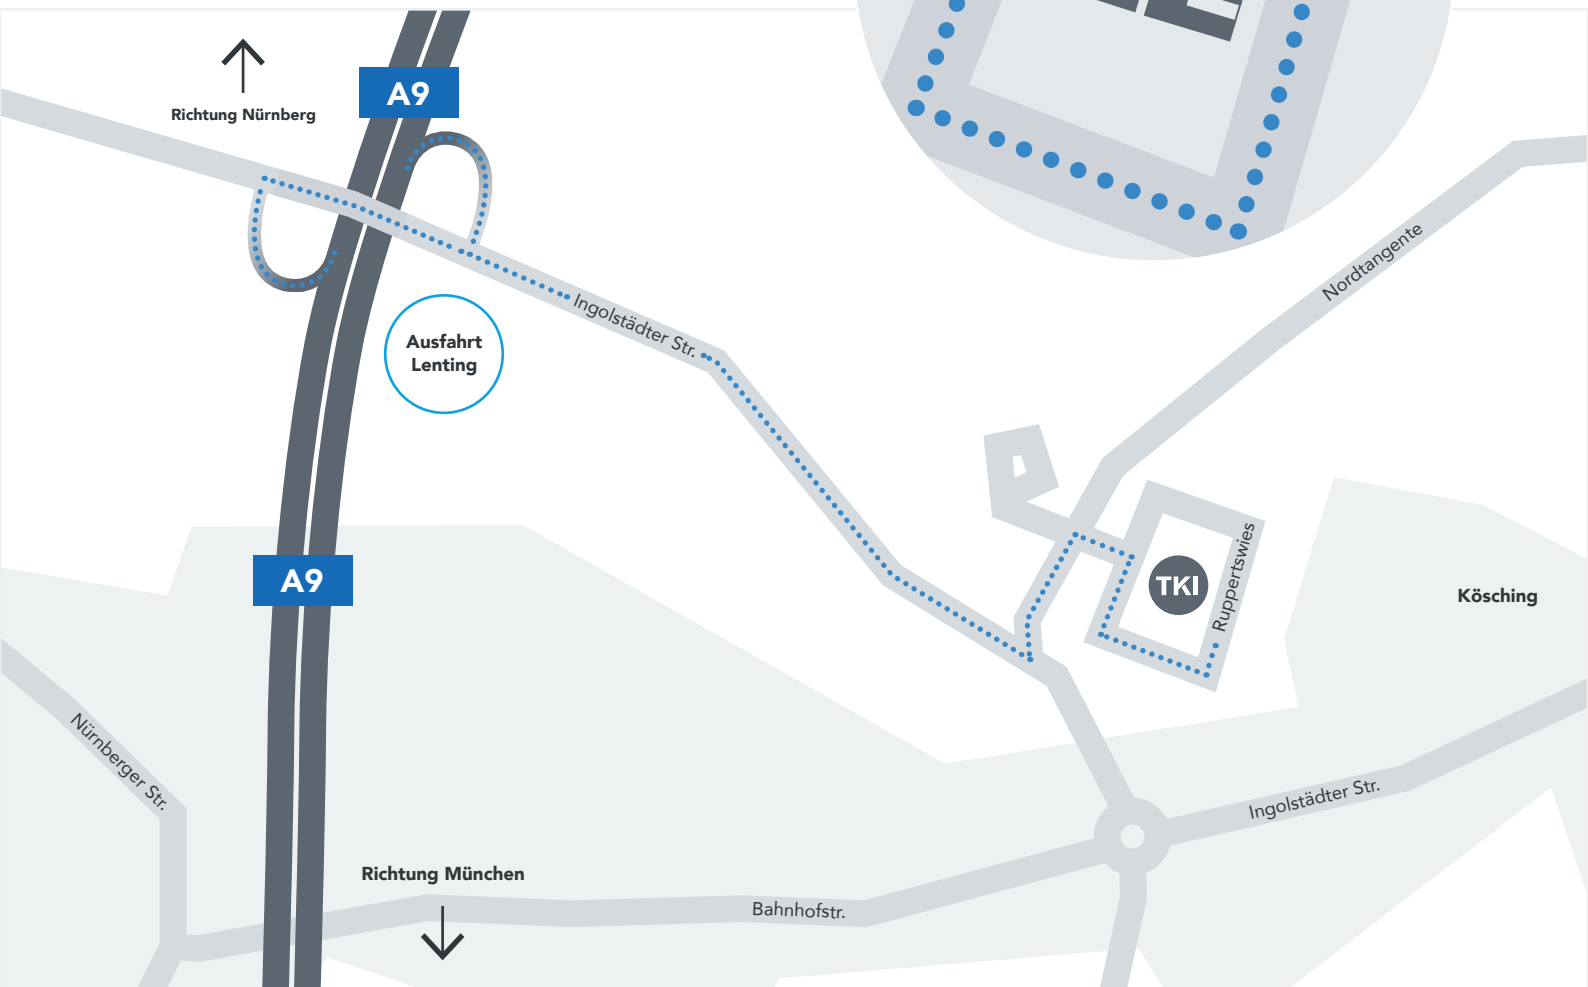 A9
Richtung Nürnberg
Nordtangente
Ingolstädter Str.
Ausfahrt
Lenting
Ruppertswies
A9
TKI
Kösching
Nürnberger Str.
Ingolstädter Str.
Richtung München
Bahnhofstr.